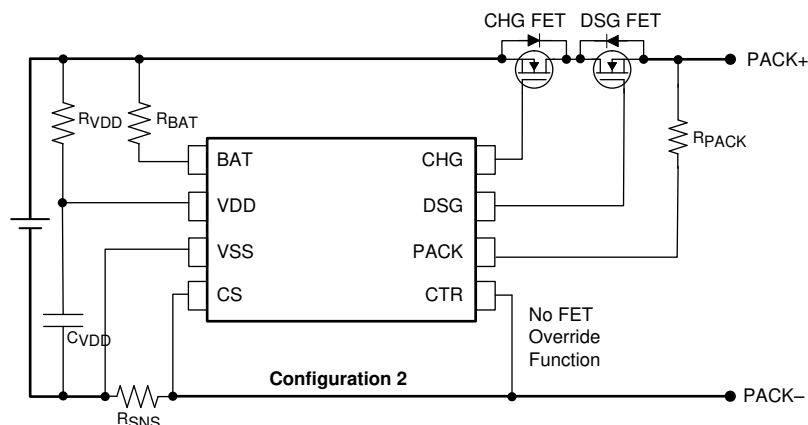 CHG FET DSG FET
PACK+
RVDD
RBAT
RPACK
BAT CHG
VDD DSG
VSS PACK
CS CTR
No FET
Override
Function
CVDD
Configuration 2
RSNS
PACK–